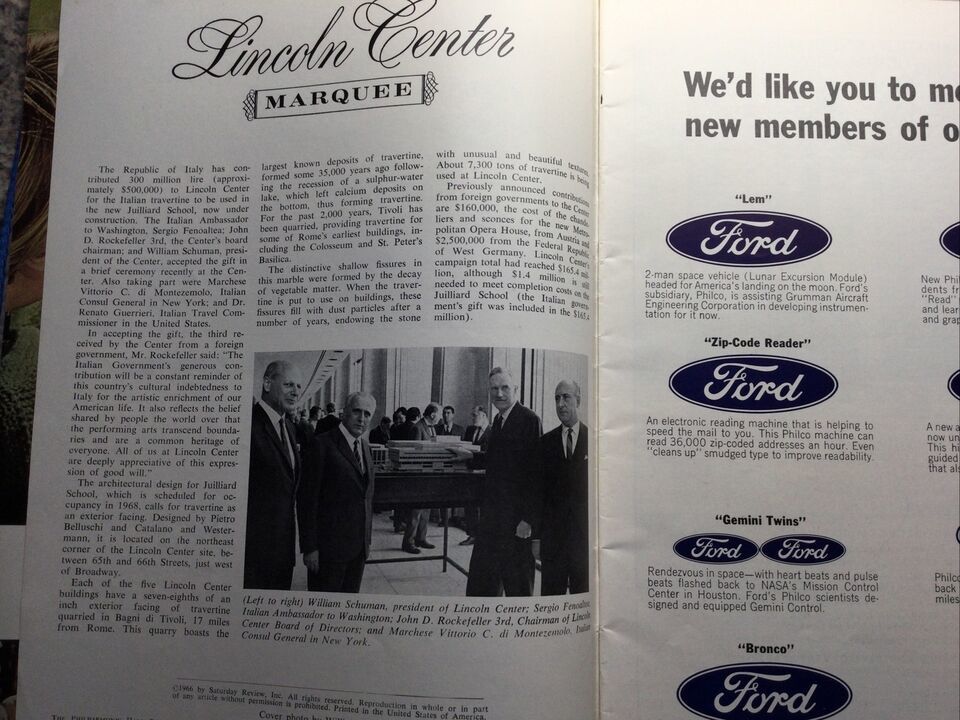 Lincoln Center
MARQUEE
The Republic of Italy has con-
tributed 300 million lire (approxi-
mately $500,000) to Lincoln Center
for the Italian travertine to be used in
the new Juilliard School, now under
construction. The Italian Ambassador
to Washington, Sergio Fenoaltea; John
D. Rockefeller 3rd, the Center's board
chairman; and William Schuman, presi-
dent of the Center, accepted the gift in
a brief ceremony recently at the Cen-
ter. Also taking part were Marchese
Vittorio C. di Montezemolo, Italian
Consul General in New York; and Dr.
Renato Guerrieri, Italian Travel Com-
missioner in the United States.
In accepting the gift, the third re-
ceived by the Center from a foreign
government, Mr. Rockefeller said: "The
Italian Government's generous con-
tribution will be a constant reminder of
this country's cultural indebtedness to
Italy for the artistic enrichment of our
American life. It also reflects the belief
shared by people the world over that
the performing arts transcend bounda-
ries and are a common heritage of
everyone. All of us at Lincoln Center
are deeply appreciative of this expres-
sion of good will."
The architectural design for Juilliard
School, which is scheduled for oc-
cupancy in 1968, calls for travertine as
an exterior facing. Designed by Pietro
Belluschi and Catalano and Wester-
mann, it is located on the northeast
corner of the Lincoln Center site, be-
tween 65th and 66th Streets, just west
of Broadway.
Each of the five Lincoln Center
buildings have a seven-eighths of an
inch exterior facing of travertine
quarried in Bagni di Tivoli, 17 miles
from Rome. This quarry boasts the
largest known deposits of travertine,
formed some 35,000 years ago follow-
ing the recession of a sulphur-water
lake, which left calcium deposits on
the bottom, thus forming travertine.
For the past 2,000 years, Tivoli has
been quarried, providing travertine for
some of Rome's earliest buildings, in-
cluding the Colosseum and St. Peter's
Basilica.
The distinctive shallow fissures in
this marble were formed by the decay
of vegetable matter. When the traver-
tine is put to use on buildings, these
fissures fill with dust particles after a
number of years, endowing the stone
with unusual and beautiful textures.
About 7,300 tons of travertine is being
used at Lincoln Center.
Previously announced contributions
from foreign governments to the Center
are $160,000, the cost of the chande-
liers and sconces for the new Metro-
politan Opera House, from Austria and
$2,500,000 from the Federal Republic
of West Germany. Lincoln Center's
campaign total had reached $165.4 mil-
lion, although $1.4 million is still
needed to meet completion costs on the
Juilliard School (the Italian govern-
ment's gift was included in the $165.4
million).
(Left to right) William Schuman, president of Lincoln Center; Sergio Fenoaltea,
Italian Ambassador to Washington; John D. Rockefeller 3rd, Chairman of Lincoln
Center Board of Directors; and Marchese Vittorio C. di Montezemolo, Italian
Consul General in New York.
©1966 by Saturday Review, Inc. All rights reserved. Reproduction in whole or in part
of any article without permission is prohibited. Printed in the United States of America.
Cover photo by
THE PHILHARMONIC
We'd like you to me
new members of o
"Lem"
Ford
2-man space vehicle (Lunar Excursion Module)
headed for America's landing on the moon. Ford's
subsidiary, Philco, is assisting Grumman Aircraft
Engineering Corporation in developing instrumen-
tation for it now.
"Zip-Code Reader"
Ford
An electronic reading machine that is helping to
speed the mail to you. This Philco machine can
read 36,000 zip-coded addresses an hour. Even
"cleans up" smudged type to improve readability.
"Gemini Twins"
Ford Ford
Rendezvous in space—with heart beats and pulse
beats flashed back to NASA's Mission Control
Center in Houston. Ford's Philco scientists de-
signed and equipped Gemini Control.
"Bronco"
Ford
New Phi
dents fr
"Read"
and lear
and grap
A new a
now un
This hi
guided
that als
Philco
back
miles